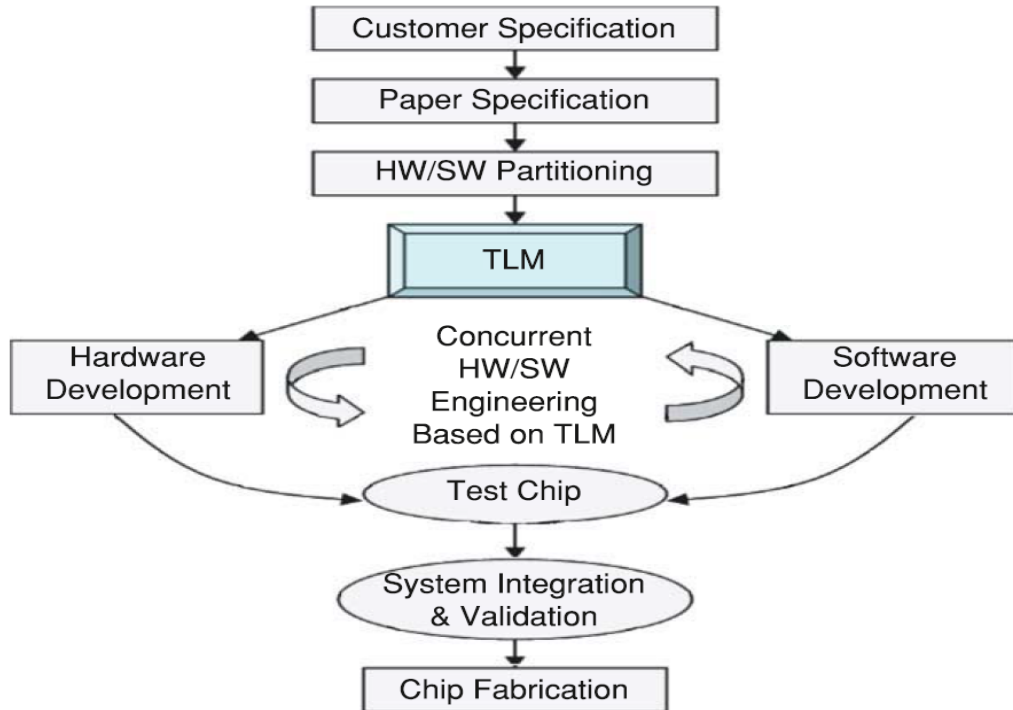 Customer Specification
Paper Specification
HW/SW Partitioning
TLM
Hardware
Development
Concurrent
HW/SW
Engineering
Based on TLM
Software
Development
Test Chip
System Integration
& Validation
Chip Fabrication